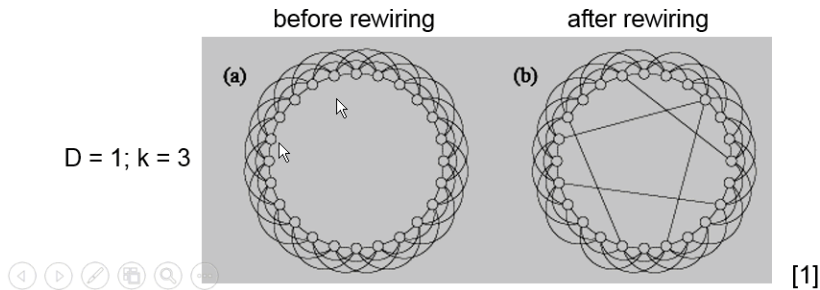 before rewiring
after rewiring
(a)
(b)
D = 1; k = 3
[1]